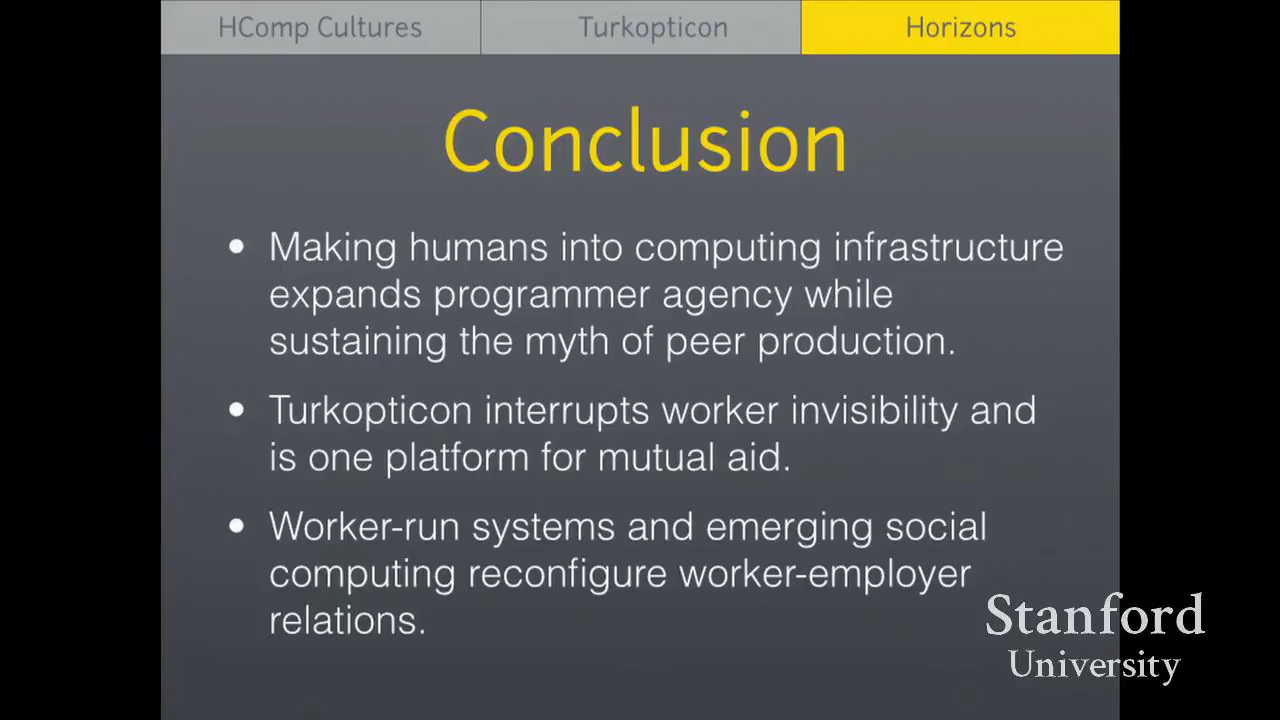 HComp Cultures
Turkopticon
Horizons
Conclusion
• Making humans into computing infrastructure
expands programmer agency while
sustaining the myth of peer production.
• Turkopticon interrupts worker invisibility and
is one platform for mutual aid.
• Worker-run systems and emerging social
computing reconfigure worker-employer
relations.
Stanford
University